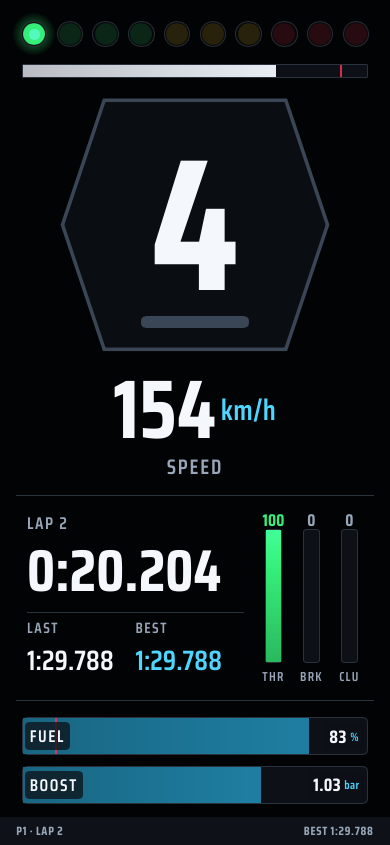 4
154 km/h
SPEED
LAP 2
0:20.204
LAST BEST
1:29.788 1:29.788
100 0 0
THR BRK CLU
FUEL 83 %
BOOST 1.03 bar
P1 · LAP 2 BEST 1:29.788